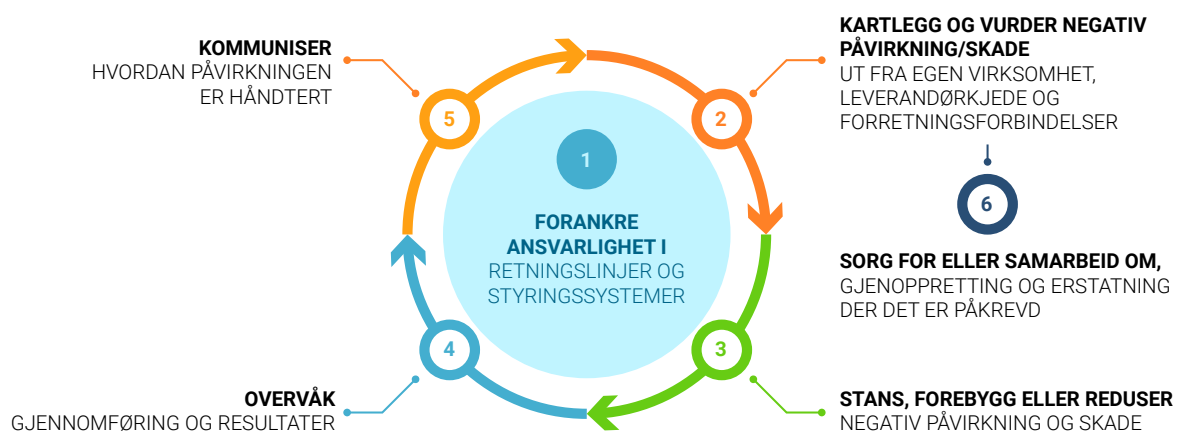 1
FORANKRE
ANSVARLIGHET I
RETNINGSLINJER OG
STYRINGSSYSTEMER
2
KARTLEGG OG VURDER NEGATIV
PÅVIRKNING/SKADE
UT FRA EGEN VIRKSOMHET,
LEVERANDØRKJEDE OG
FORRETNINGSFORBINDELSER
3
STANS, FOREBYGG ELLER REDUSER
NEGATIV PÅVIRKNING OG SKADE
4
OVERVÅK
GJENNOMFØRING OG RESULTATER
5
KOMMUNISER
HVORDAN PÅVIRKNINGEN
ER HÅNDTERT
6
SORG FOR ELLER SAMARBEID OM,
GJENOPPRETTING OG ERSTATNING
DER DET ER PÅKREVD